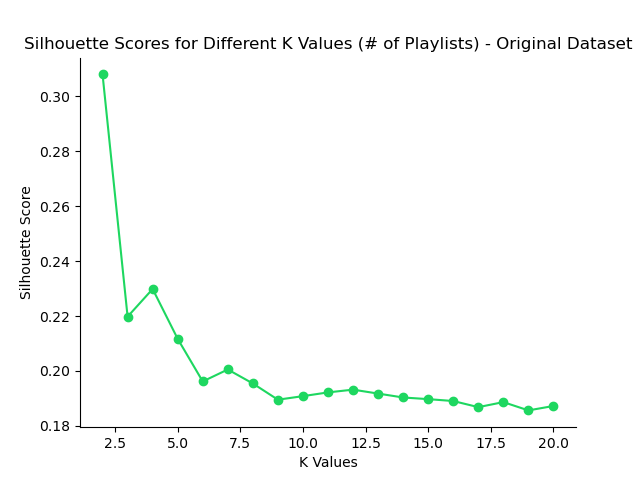 Silhouette Scores for Different K Values (# of Playlists) - Original Dataset
Silhouette Score
0.30
0.28
0.26
0.24
0.22
0.20
0.18
2.5 5.0 7.5 10.0 12.5 15.0 17.5 20.0
K Values